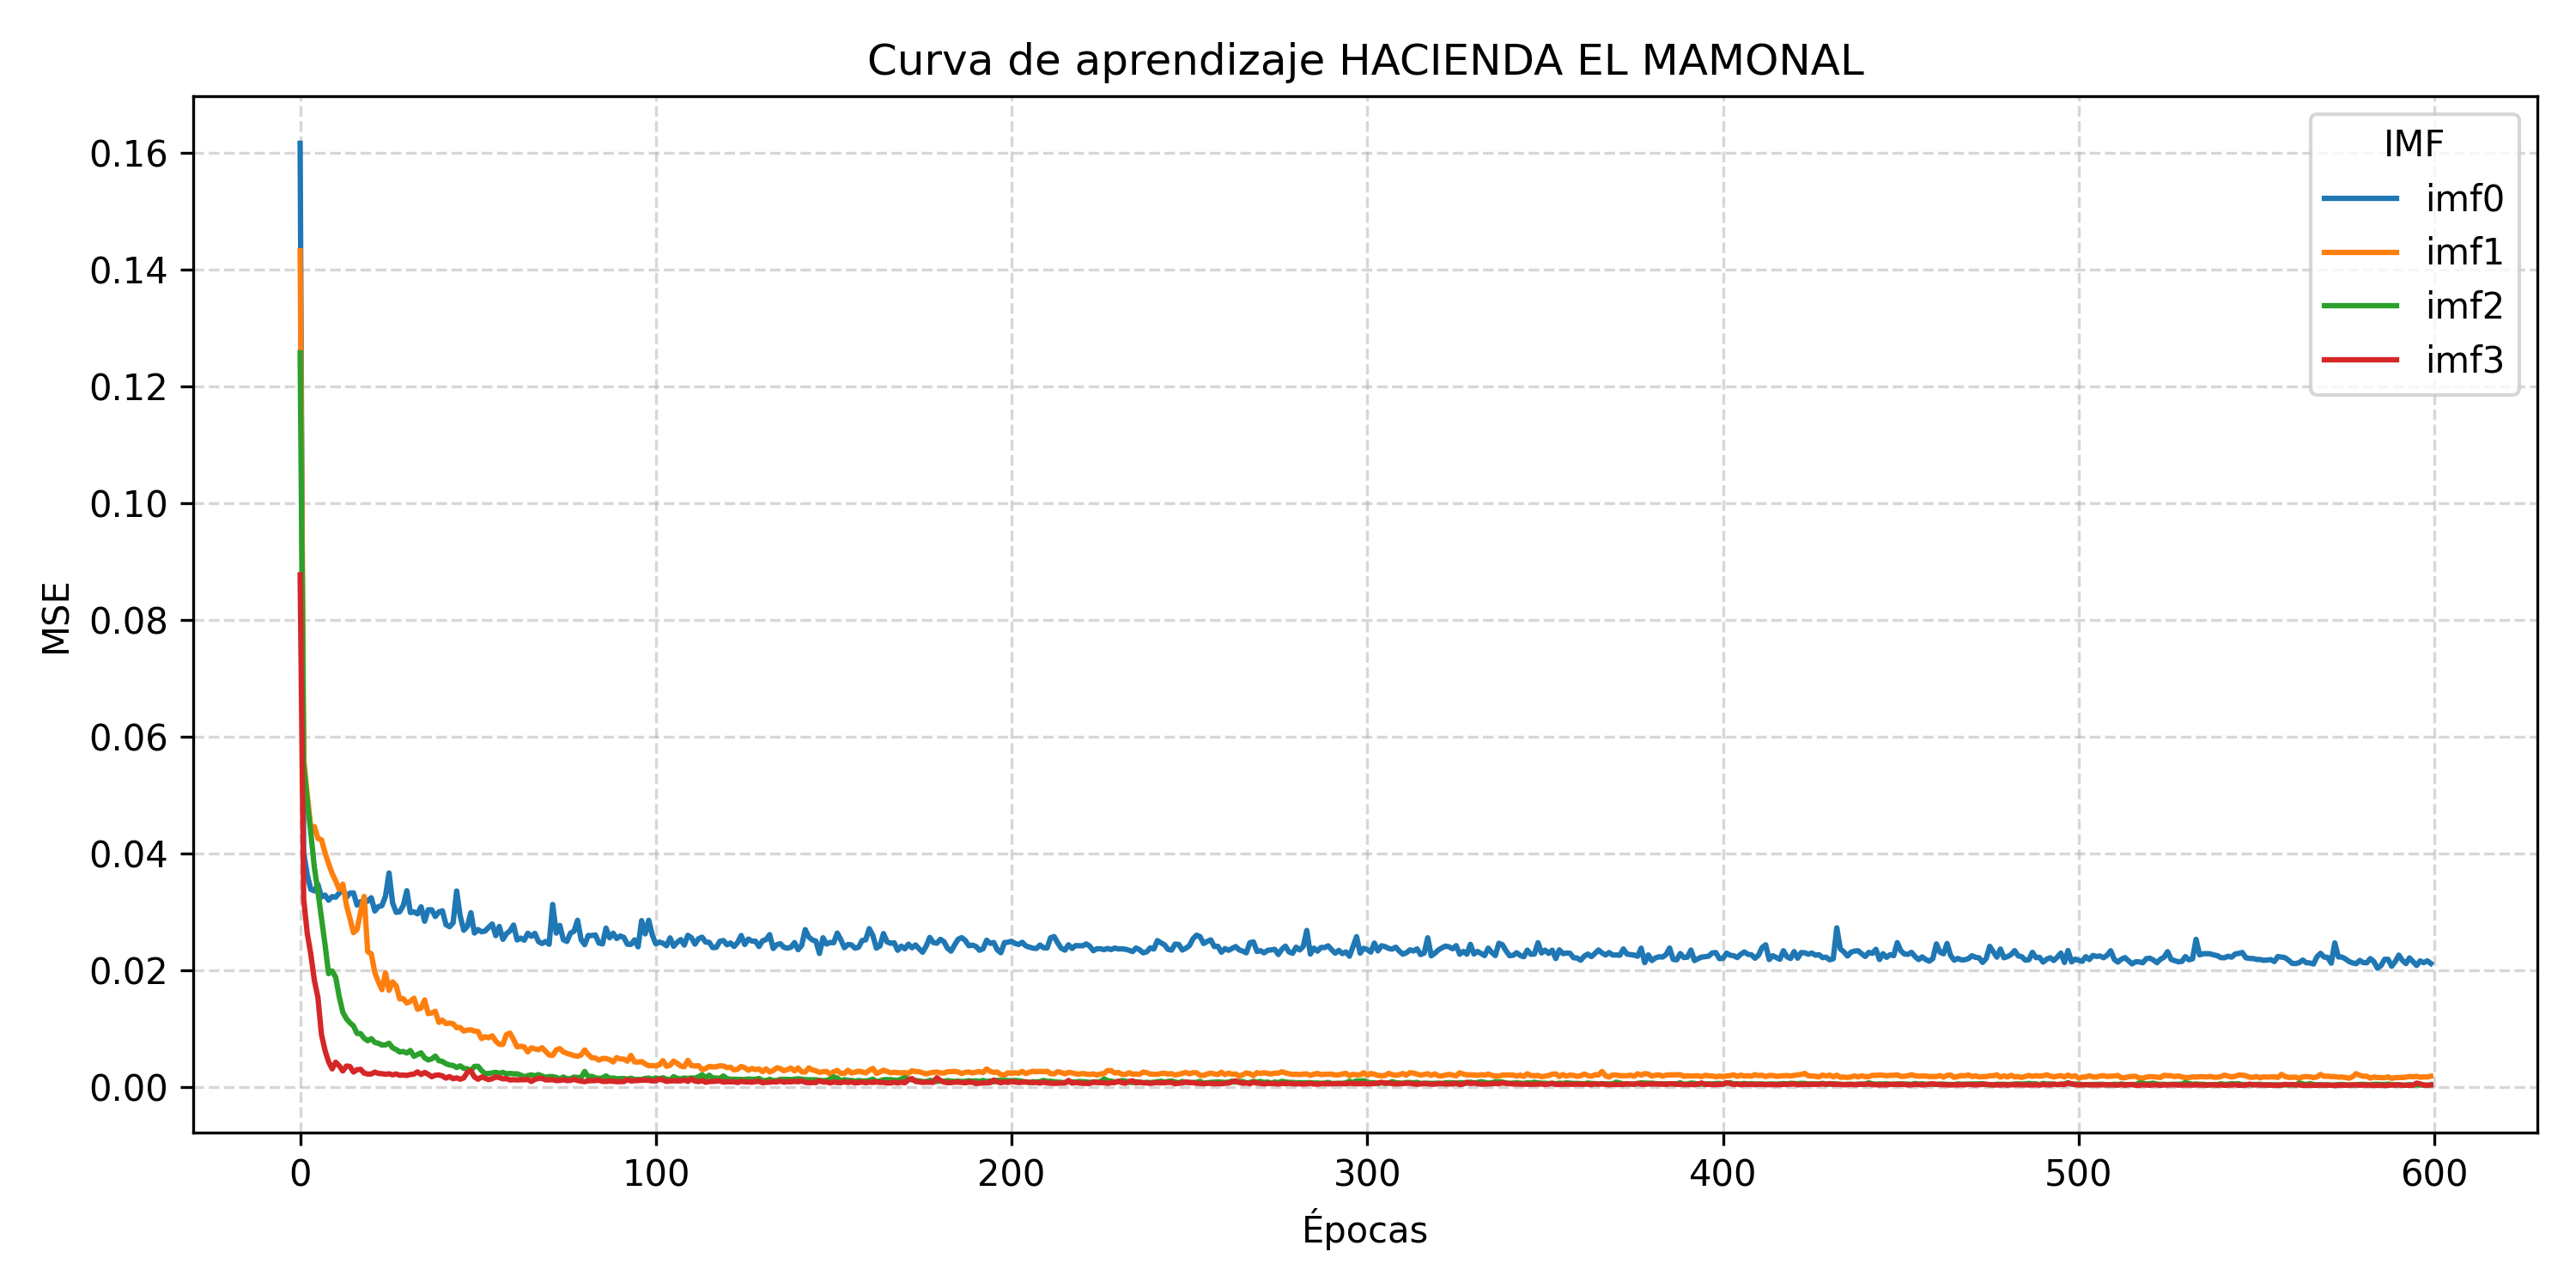 Curva de aprendizaje HACIENDA EL MAMONAL
IMF
imf0
imf1
imf2
imf3
MSE
0.16
0.14
0.12
0.10
0.08
0.06
0.04
0.02
0.00
0 100 200 300 400 500 600
Épocas